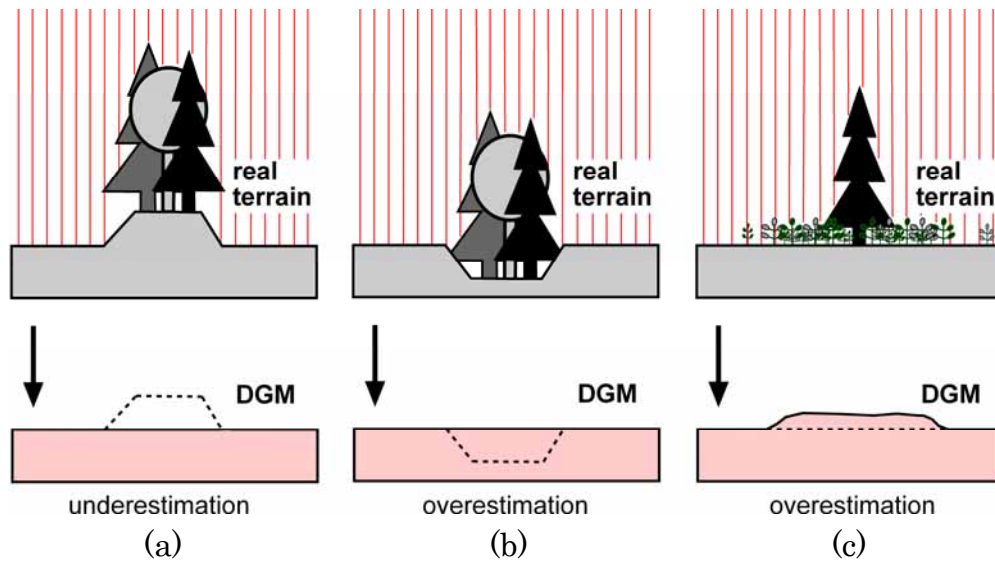 real
terrain
real
terrain
real
terrain
DGM
DGM
DGM
underestimation
overestimation
overestimation
(a)
(b)
(c)